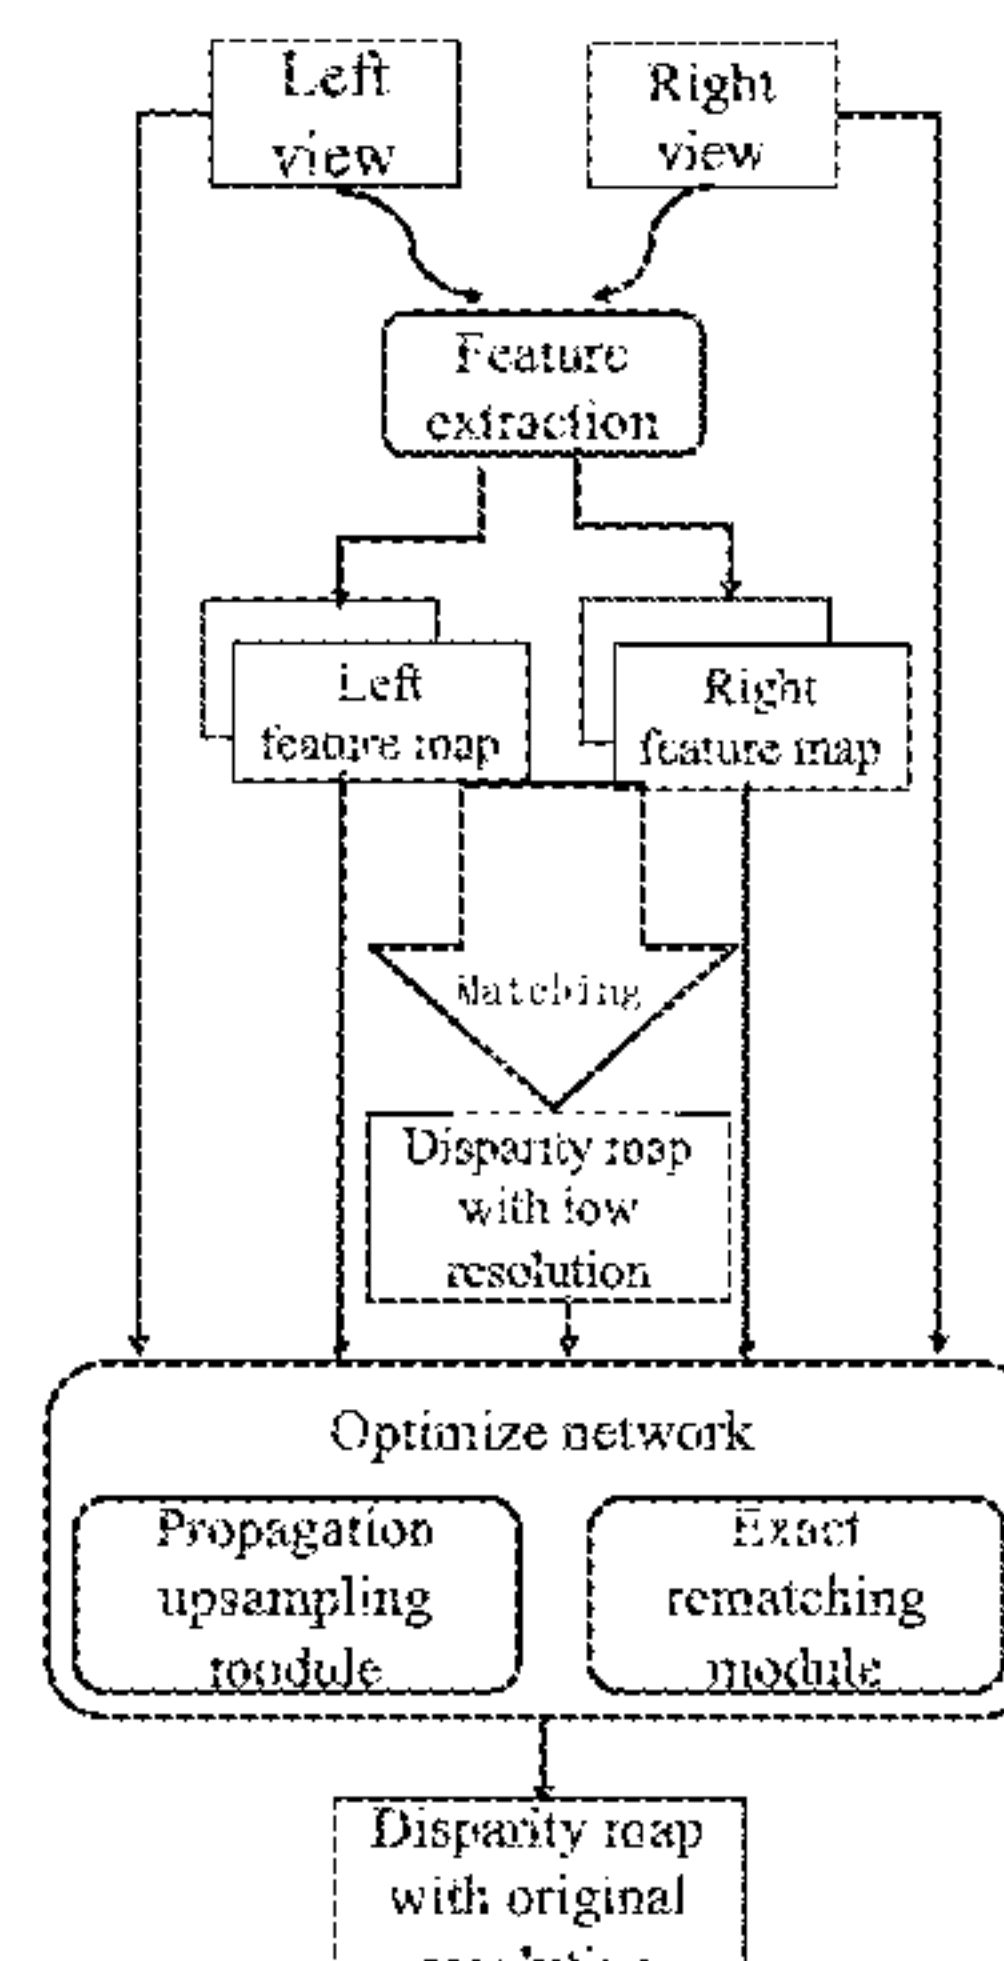 Left
view
Right
view
Feature
extraction
Left
feature map
Right
feature map
Matching
Disparity map
with low
resolution
Optimize network
Propagation
upsampling
module
Exact
rematching
module
Disparity map
with original